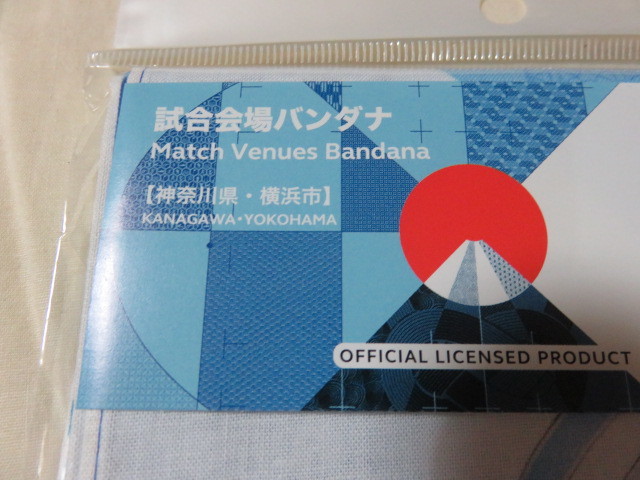 試合会場バンダナ
Match Venues Bandana
【神奈川県・横浜市】
KANAGAWA・YOKOHAMA
OFFICIAL LICENSED PRODUCT